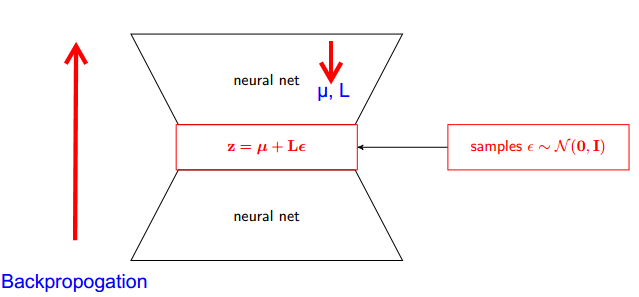 neural net
μ, L
z = μ + Lϵ
samples ϵ ∼ 𝒩(0, I)
neural net
Backpropogation